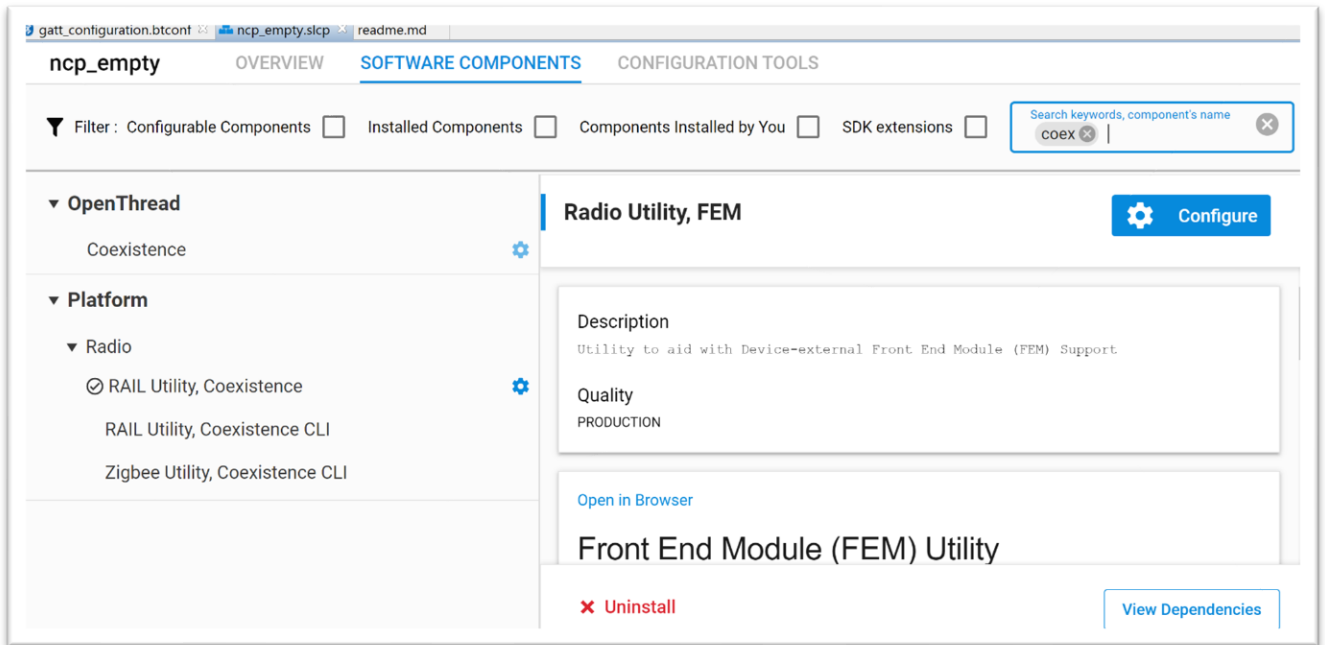 gatt_configuration.btconf ncp_empty.slcp readme.md
ncp_empty OVERVIEW SOFTWARE COMPONENTS CONFIGURATION TOOLS
Filter : Configurable Components Installed Components Components Installed by You SDK extensions
Search keywords, component's name
coex
OpenThread
Coexistence
Platform
Radio
RAIL Utility, Coexistence
RAIL Utility, Coexistence CLI
Zigbee Utility, Coexistence CLI
Radio Utility, FEM
Configure
Description
Utility to aid with Device-external Front End Module (FEM) Support
Quality
PRODUCTION
Open in Browser
Front End Module (FEM) Utility
Uninstall
View Dependencies